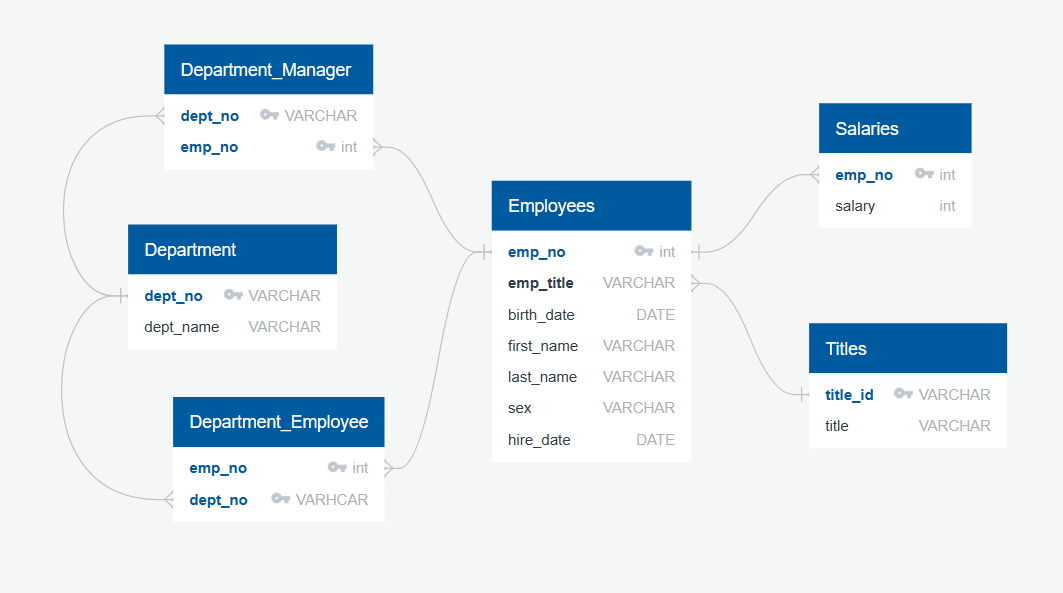 Department_Manager
dept_no VARCHAR
emp_no int
Department
dept_no VARCHAR
dept_name VARCHAR
Department_Employee
emp_no int
dept_no VARHCAR
Employees
emp_no int
emp_title VARCHAR
birth_date DATE
first_name VARCHAR
last_name VARCHAR
sex VARCHAR
hire_date DATE
Salaries
emp_no int
salary int
Titles
title_id VARCHAR
title VARCHAR